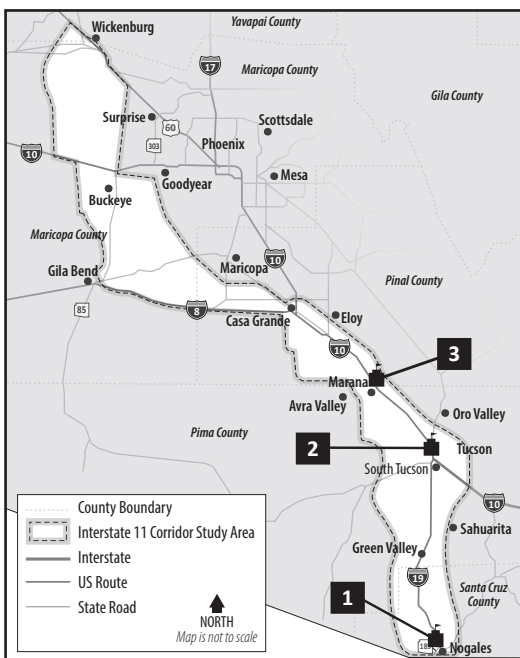 Yavapai County
Wickenburg
17
Maricopa County
Gila County
Surprise
60
303
Scottsdale
Phoenix
10
Goodyear
Mesa
Buckeye
Maricopa County
10
Maricopa
Pinal County
Gila Bend
85
8
Casa Grande
Eloy
10
3
Marana
Avra Valley
Oro Valley
Pima County
2
Tucson
South Tucson
10
Sahuarita
Green Valley
19
Santa Cruz
County
1
189
Nogales
County Boundary
Interstate 11 Corridor Study Area
Interstate
US Route
State Road
NORTH
Map is not to scale